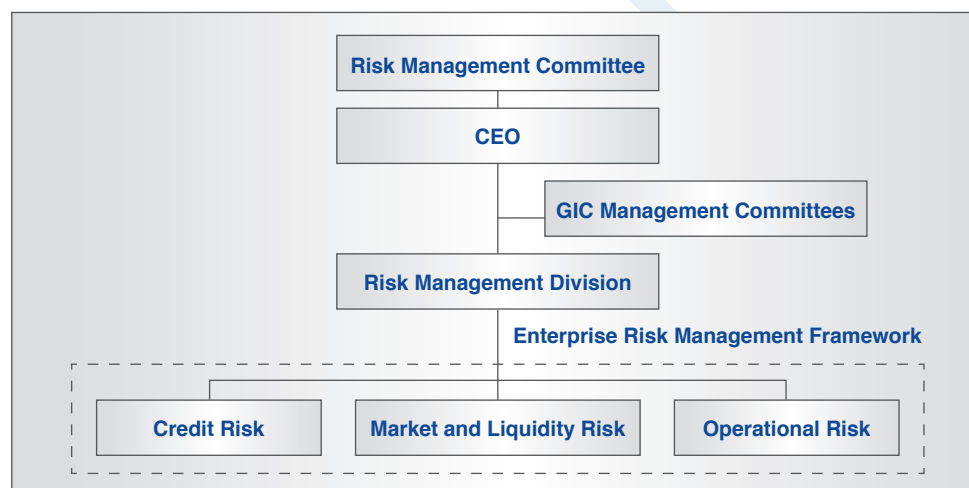 Risk Management Committee
CEO
GIC Management Committees
Risk Management Division
Enterprise Risk Management Framework
Credit Risk
Market and Liquidity Risk
Operational Risk